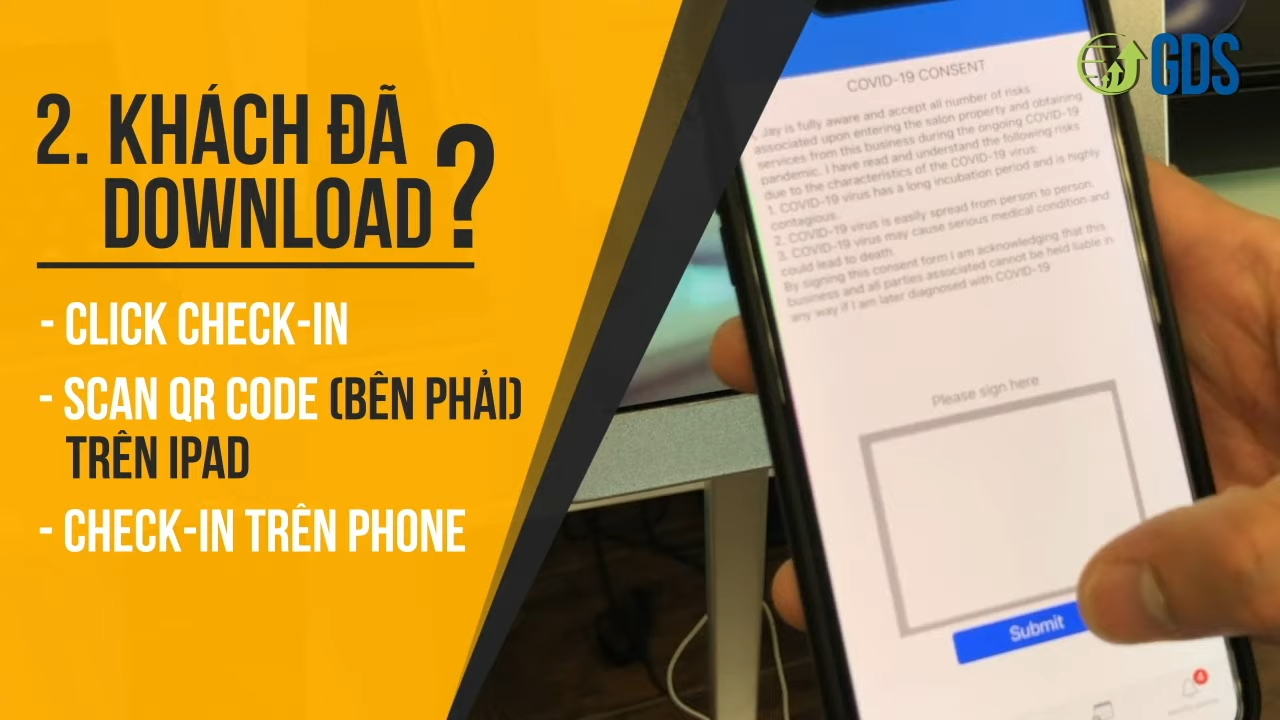 2. KHÁCH ĐÃ
DOWNLOAD?
- CLICK CHECK-IN
- SCAN QR CODE (BÊN PHẢI)
TRÊN IPAD
- CHECK-IN TRÊN PHONE
GDS
COVID-19 CONSENT
, Jay is fully aware and accept all number of risks
associated upon entering the salon property and obtaining
services from this business during the ongoing COVID-19
pandemic. I have read and understand the following risks
due to the characteristics of the COVID-19 virus:
1. COVID-19 virus has a long incubation period and is highly
contagious.
2. COVID-19 virus is easily spread from person to person.
3. COVID-19 virus may cause serious medical condition and
could lead to death
By signing this consent form I am acknowledging that this
business and all parties associated cannot be held liable in
any way if I am later diagnosed with COVID-19
Please sign here
Submit
4